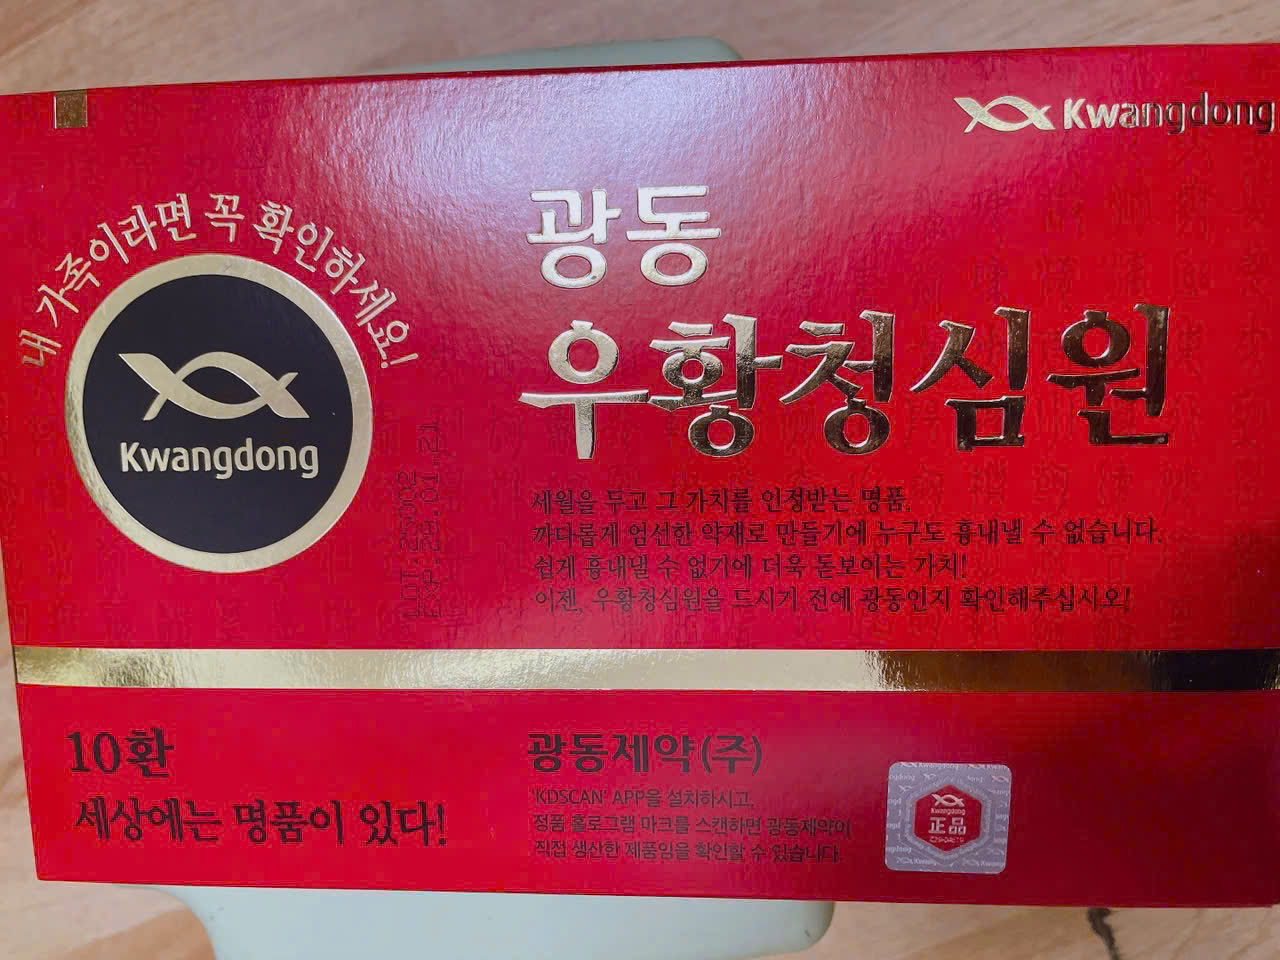 Kwangdong
내 가족이라면 꼭 확인하세요!
Kwangdong
광동
우황청심원
세월을 두고 그 가치를 인정받는 명품.
까다롭게 엄선한 약재로 만들기에 누구도 흉내낼 수 없습니다.
쉽게 흉내낼 수 없기에 더욱 돋보이는 가치!
이젠, 우황청심원을 드시기 전에 광동인지 확인해주십시오!
LOT. 25002
EXP. 28.01.21
10환
세상에는 명품이 있다!
광동제약(주)
'KDSCAN' APP을 설치하시고,
정품 홀로그램 마크를 스캔하면 광동제약이
직접 생산한 제품임을 확인할 수 있습니다.
Kwangdong
正品